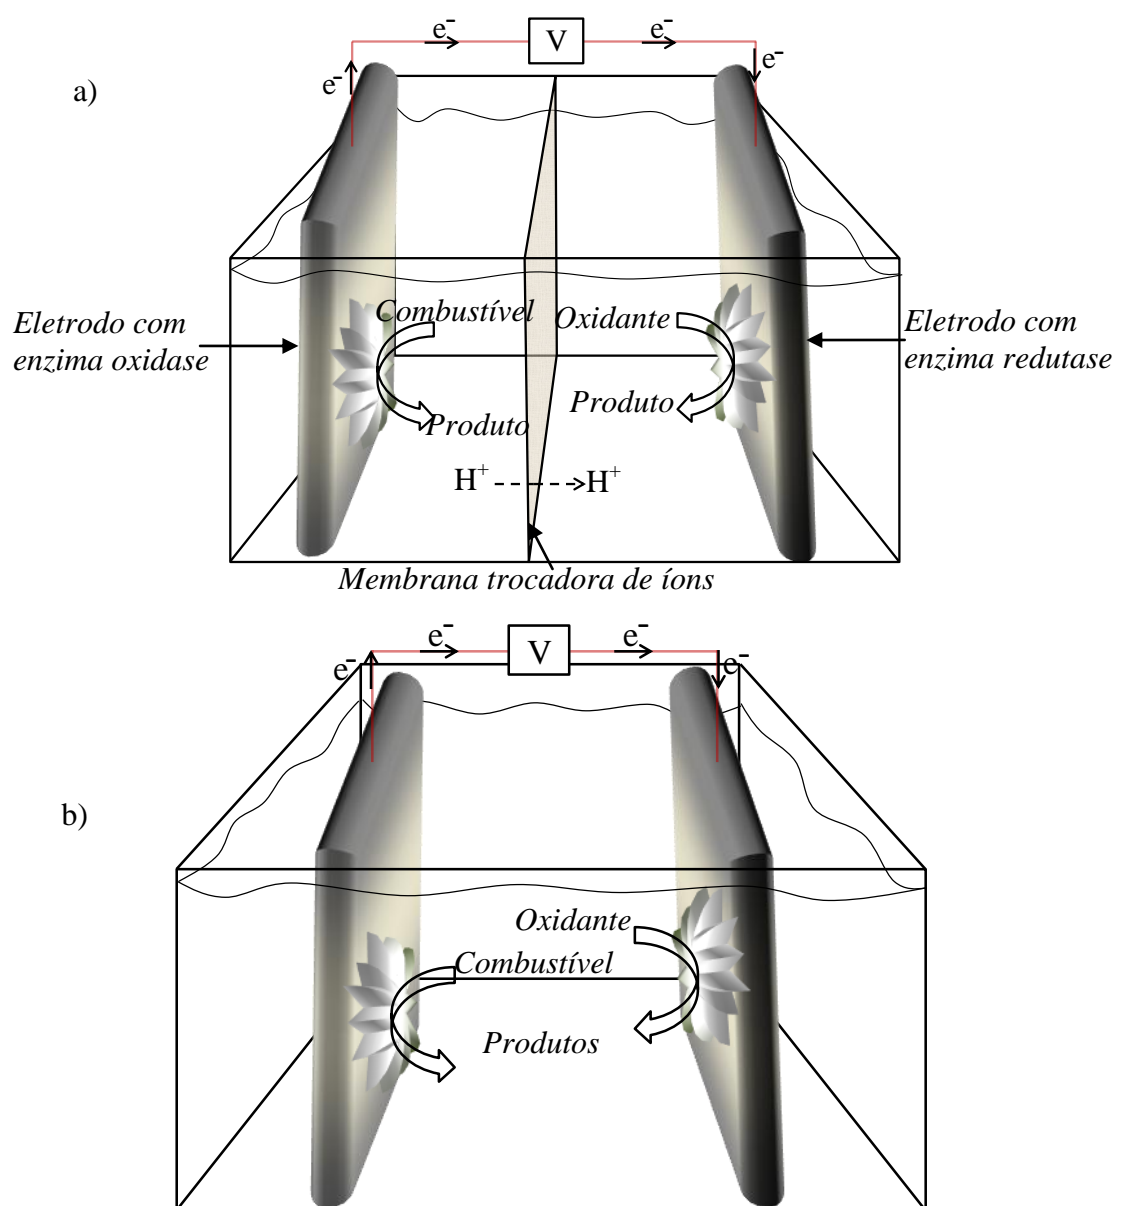 a)
e-
V
e-
e-
e-
Combustível
Oxidante
Eletrodo com
enzima oxidase
Eletrodo com
enzima redutase
Produto
Produto
H+
H+
Membrana trocadora de íons
b)
e-
V
e-
e-
e-
Oxidante
Combustível
Produtos